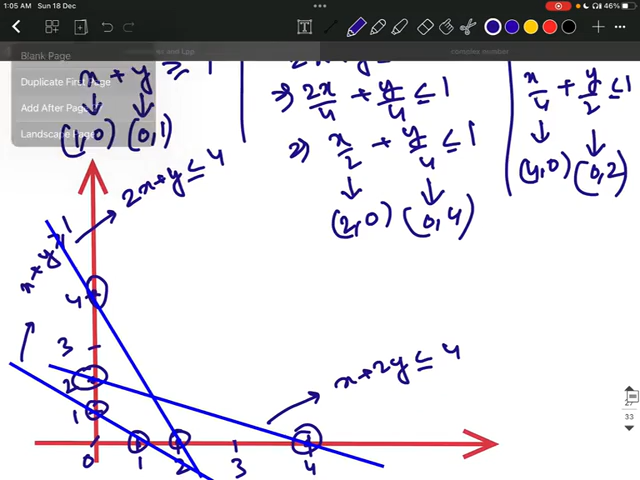 1:05 AM Sun 18 Dec
46%
complex number
Blank Page
Duplicate First Page
Add After Page
Landscape Page
x + y ≥ 1
(1,0) (0,1)
⇒ 2x/4 + y/4 ≤ 1
⇒ x/2 + y/4 ≤ 1
(2,0) (0,4)
x/4 + y/2 ≤ 1
(4,0) (0,2)
2x+y ≤ 4
x+y ≥ 1
x+2y ≤ 4
4
3
2
1
0 1 2 3 4
27
33